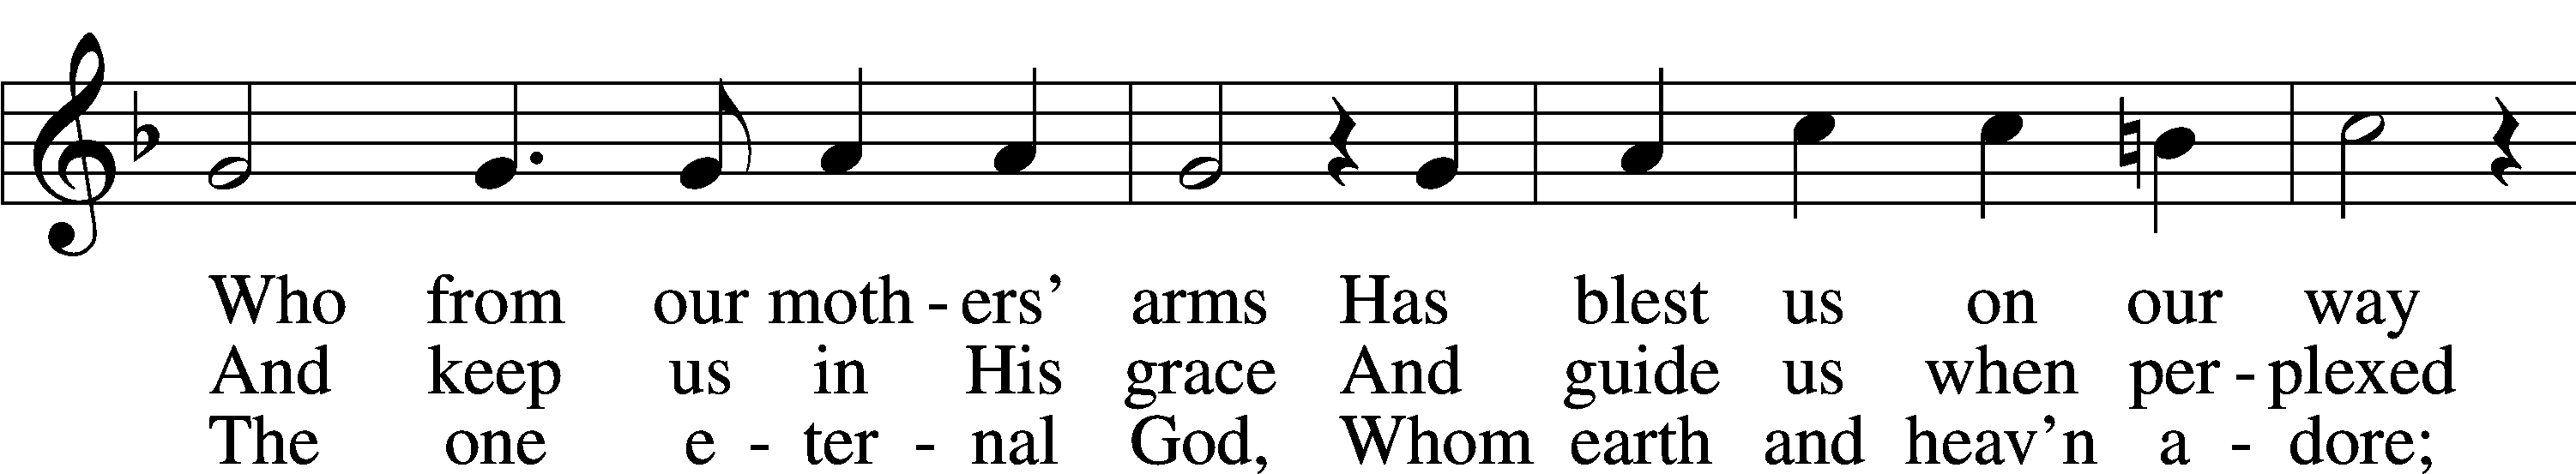 Who from our moth - ers’ arms Has blest us on our way
And keep us in His grace And guide us when per - plexed
The one e - ter - nal God, Whom earth and heav’n a - dore;